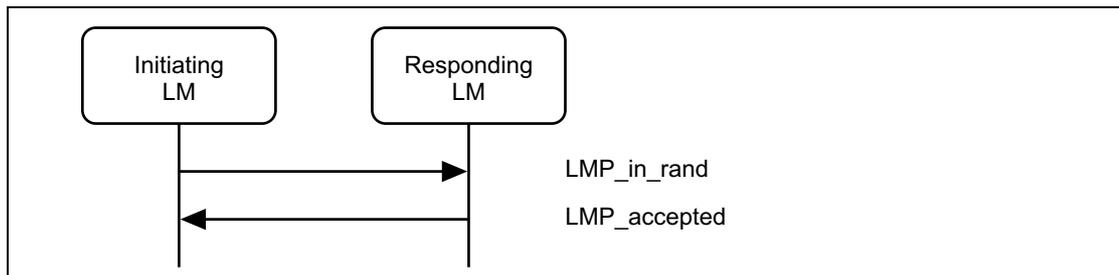 Initiating
LM
Responding
LM
LMP_in_rand
LMP_accepted